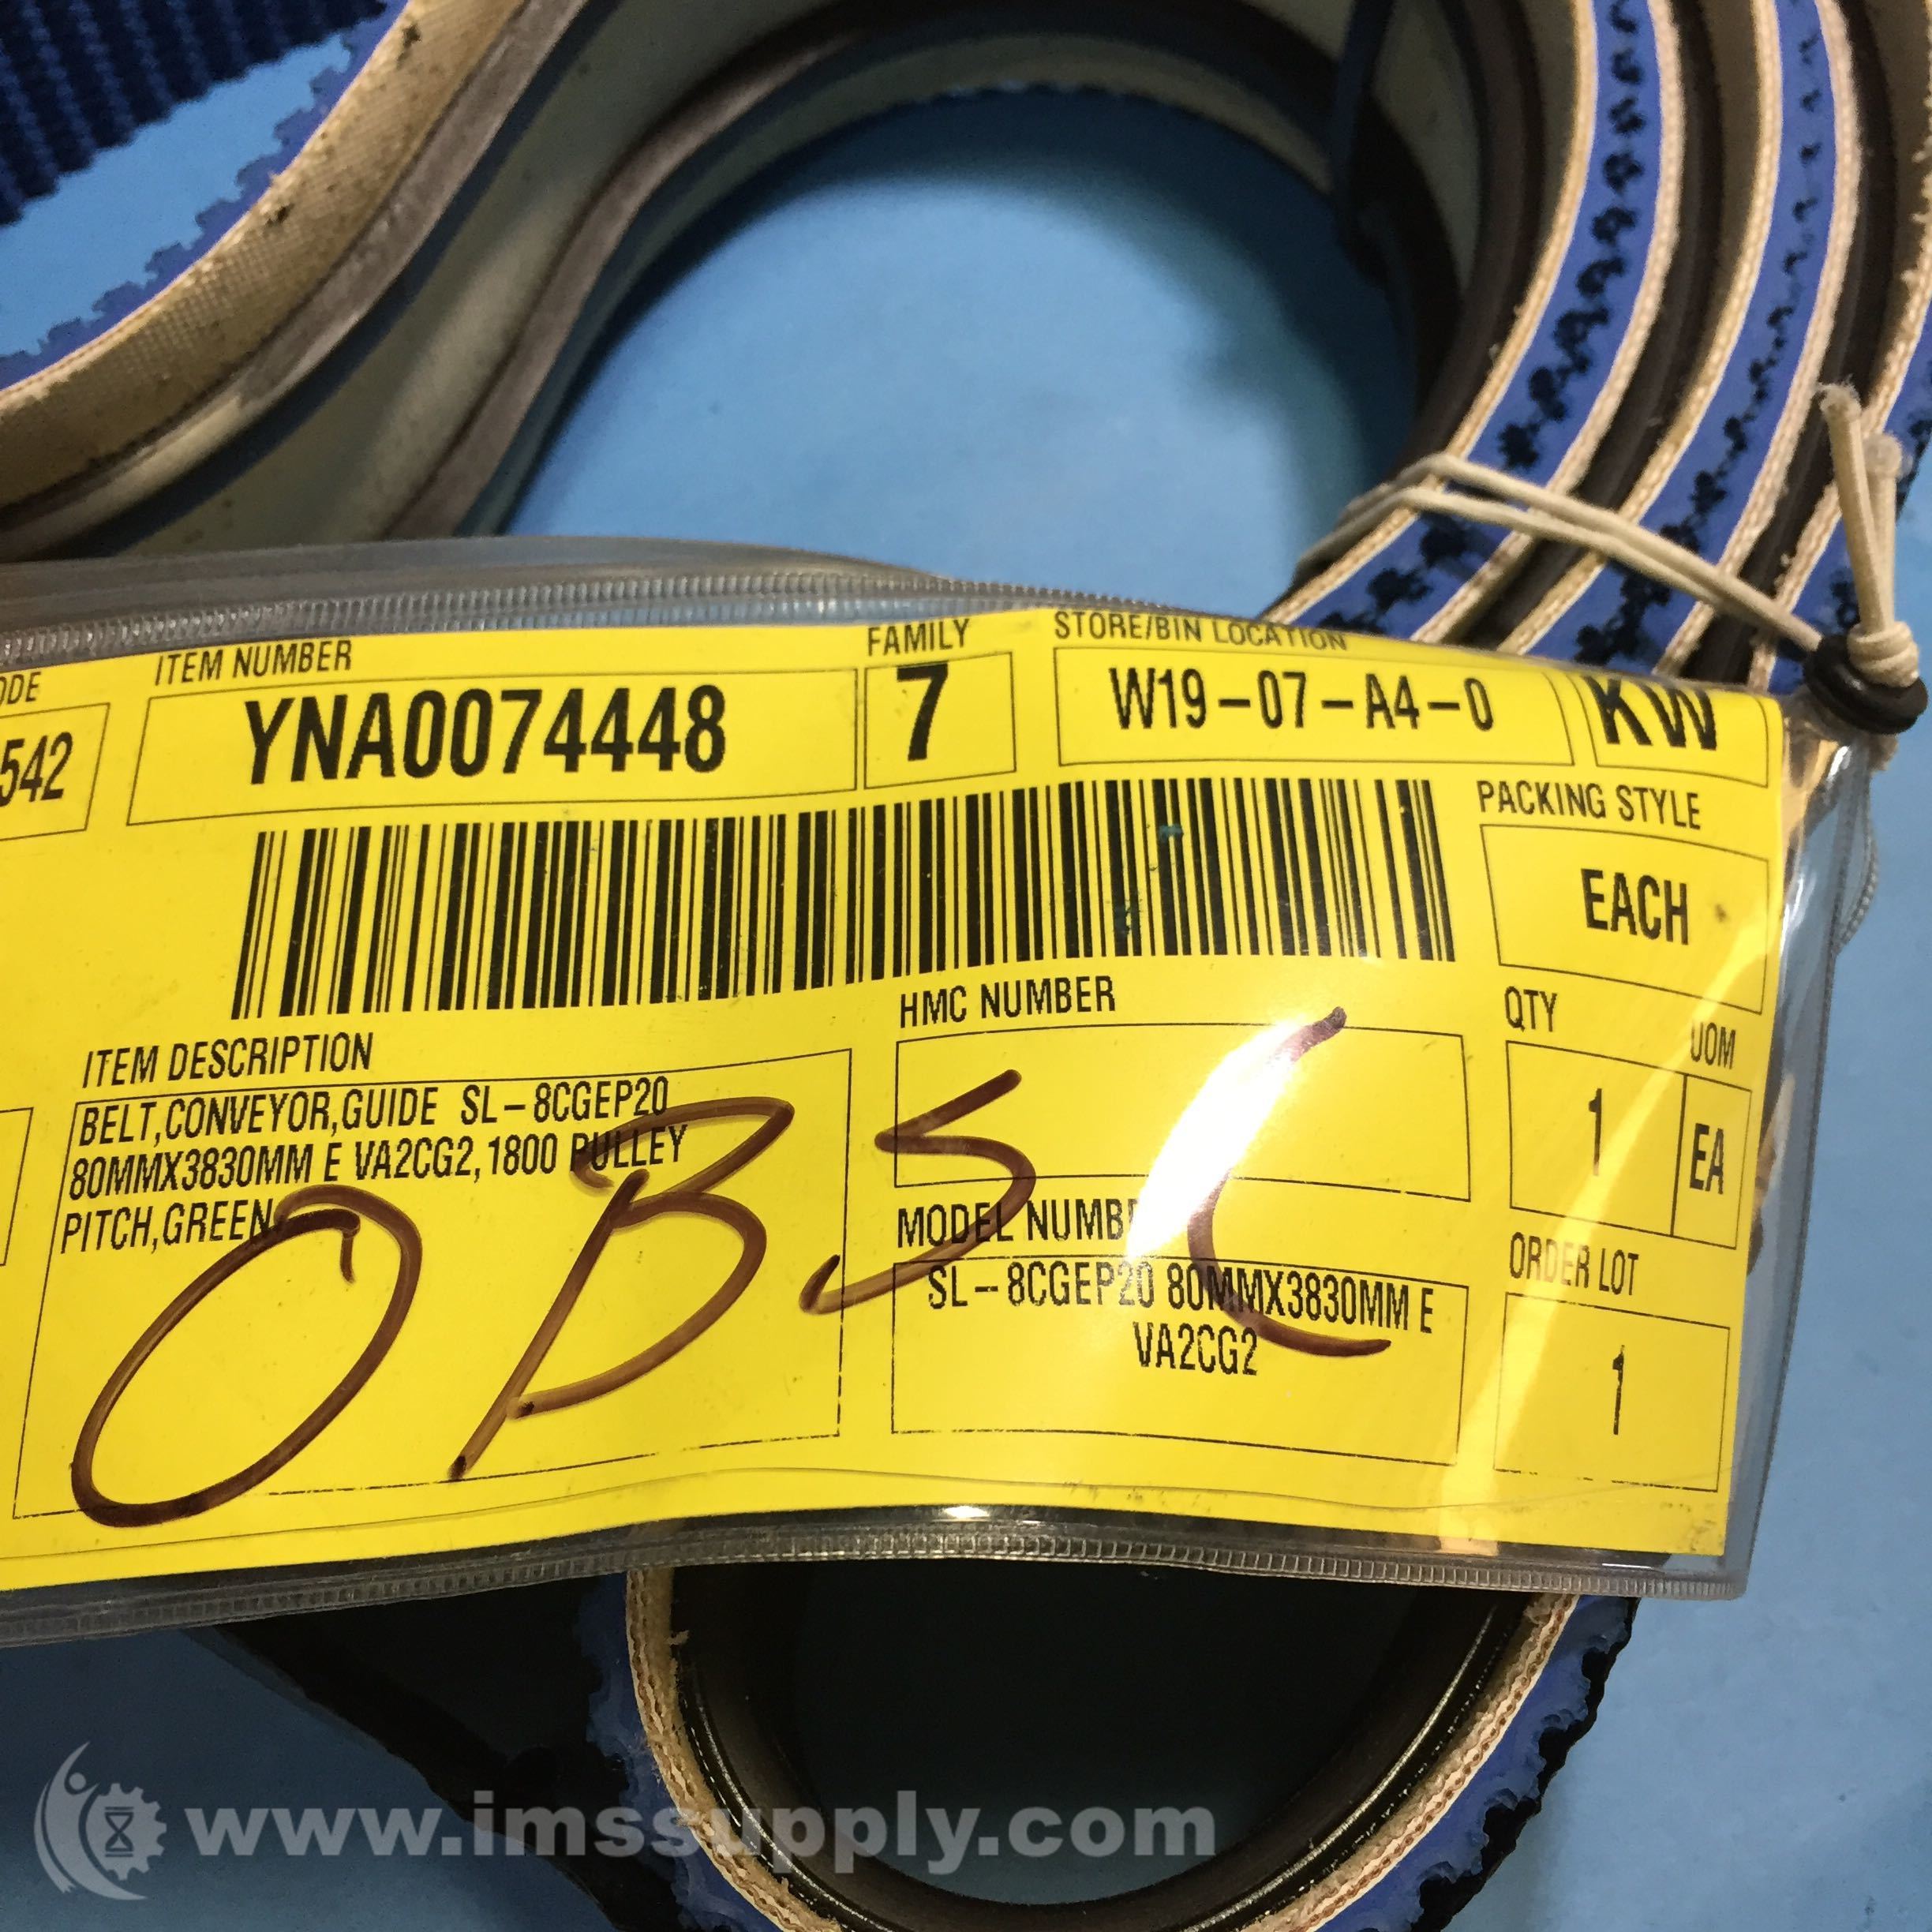 ODE
542
ITEM NUMBER
YNA0074448
FAMILY
7
STORE/BIN LOCATION
W19-07-A4-0
KW
PACKING STYLE
EACH
ITEM DESCRIPTION
BELT,CONVEYOR,GUIDE SL-8CGEP20
80MMX3830MM E VA2CG2,1800 PULLEY
PITCH,GREEN
HMC NUMBER
QTY
1
UOM
EA
MODEL NUMB
SL-8CGEP20 80MMX3830MM E
VA2CG2
ORDER LOT
1
OBS
www.imssupply.com